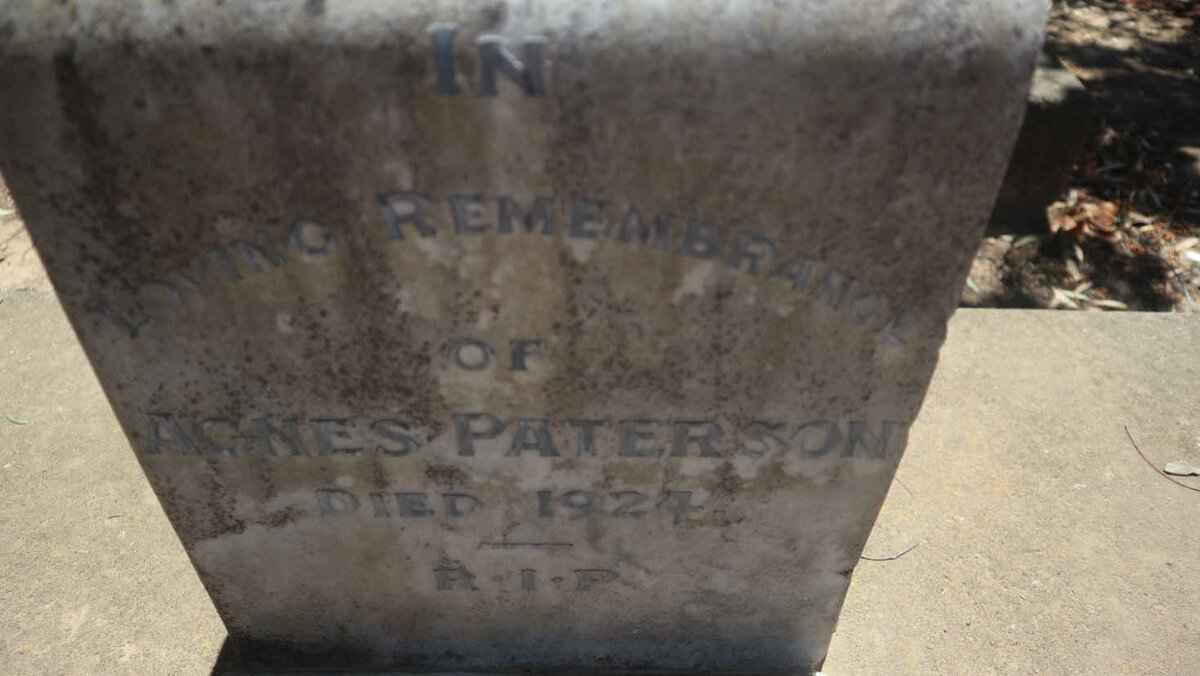 IN
LOVING REMEMBRANCE
OF
AGNES PATERSON
DIED 1924
R.I.P.